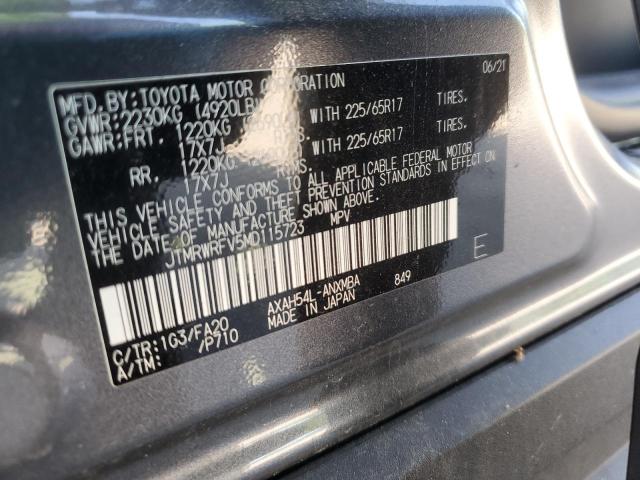 MFD. BY: TOYOTA MOTOR CORPORATION 06/21
GVWR: 2230KG (4920LB)
GAWR: FRT. 1220KG WITH 225/65R17 TIRES.
17X7J
RR. 1220KG WITH 225/65R17 TIRES.
17X7J
THIS VEHICLE CONFORMS TO ALL APPLICABLE FEDERAL MOTOR
VEHICLE SAFETY AND THEFT PREVENTION STANDARDS IN EFFECT ON
THE DATE OF MANUFACTURE SHOWN ABOVE.
JTMRWRFV5MD115723 MPV
E
C/TR: 1G3/FA20 AXAH54L-ANXMBA 849
A/TM: /P710 MADE IN JAPAN